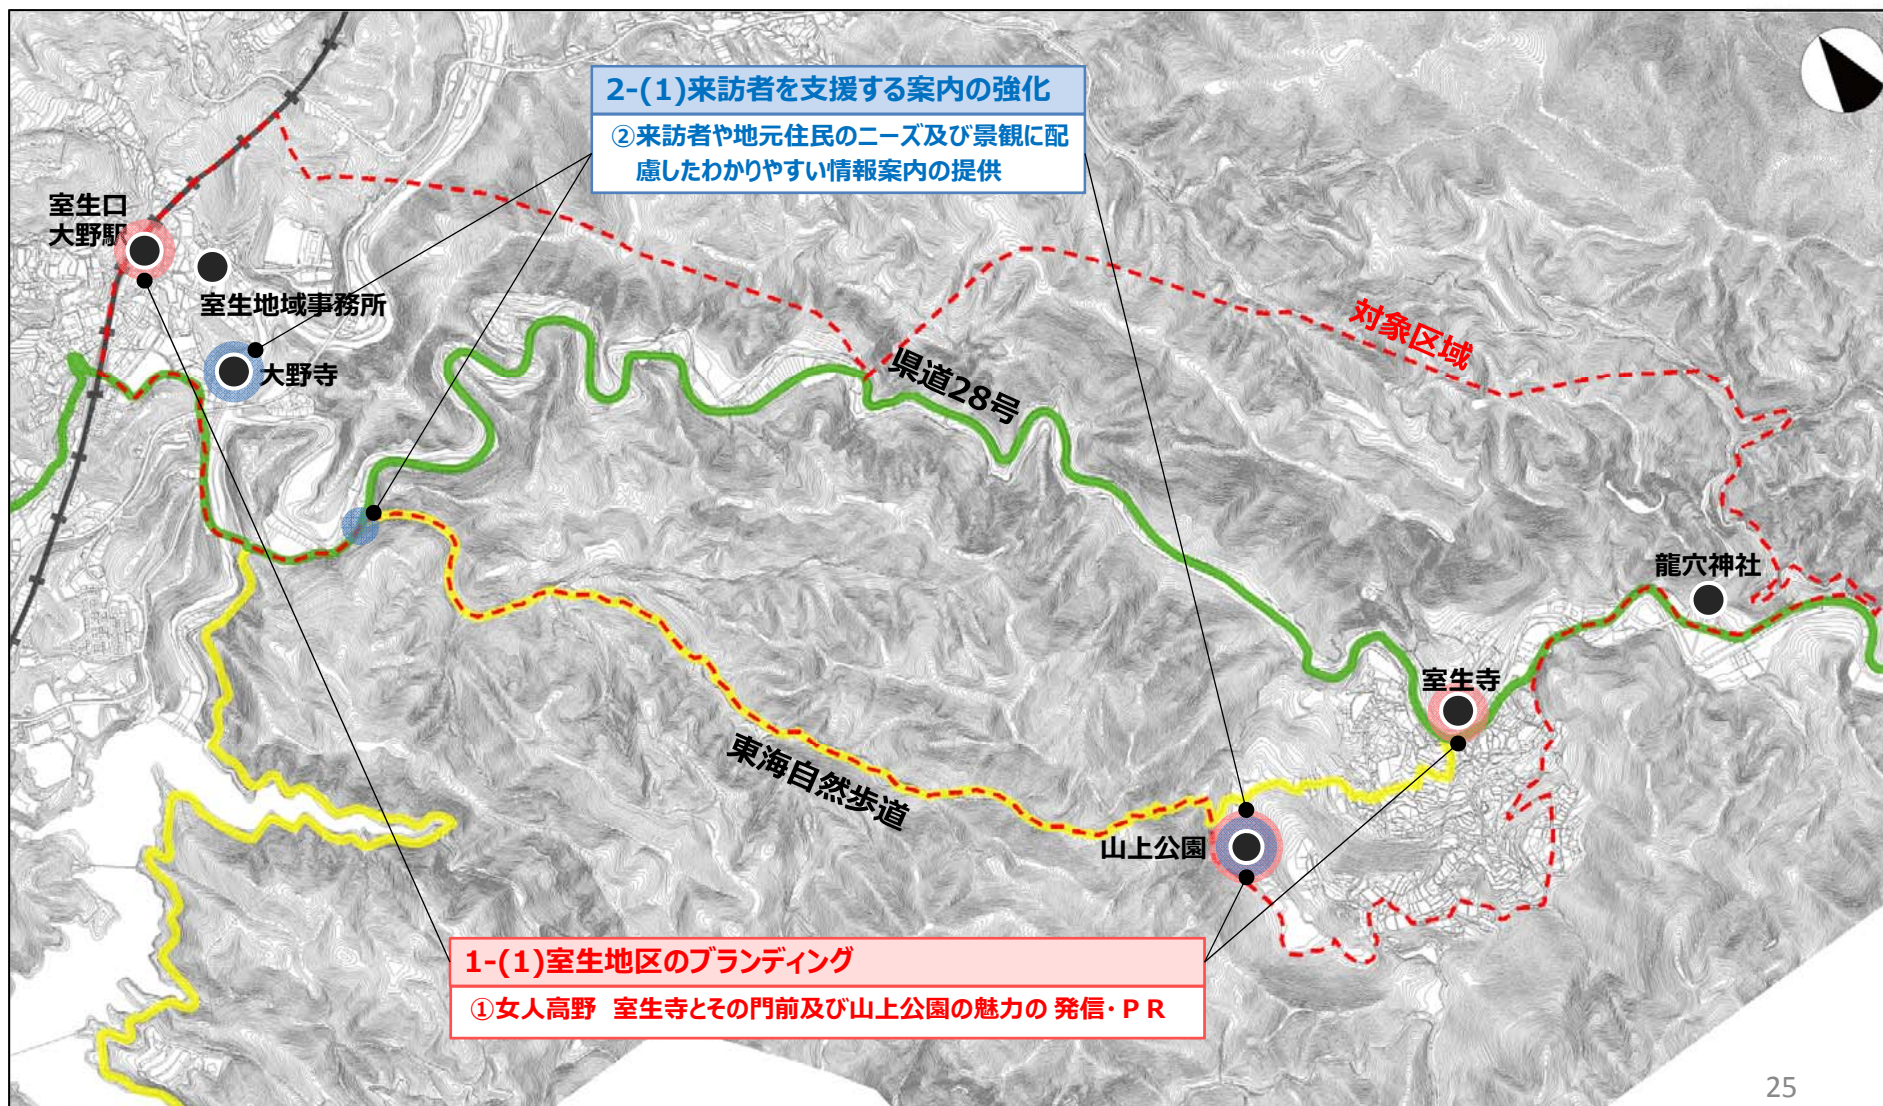 2-(1)来訪者を支援する案内の強化
②来訪者や地元住民のニーズ及び景観に配
慮したわかりやすい情報案内の提供
室生口
大野駅
室生地域事務所
大野寺
対象区域
県道28号
龍穴神社
室生寺
東海自然歩道
山上公園
1-(1)室生地区のブランディング
①女人高野 室生寺とその門前及び山上公園の魅力の 発信・ＰＲ
25